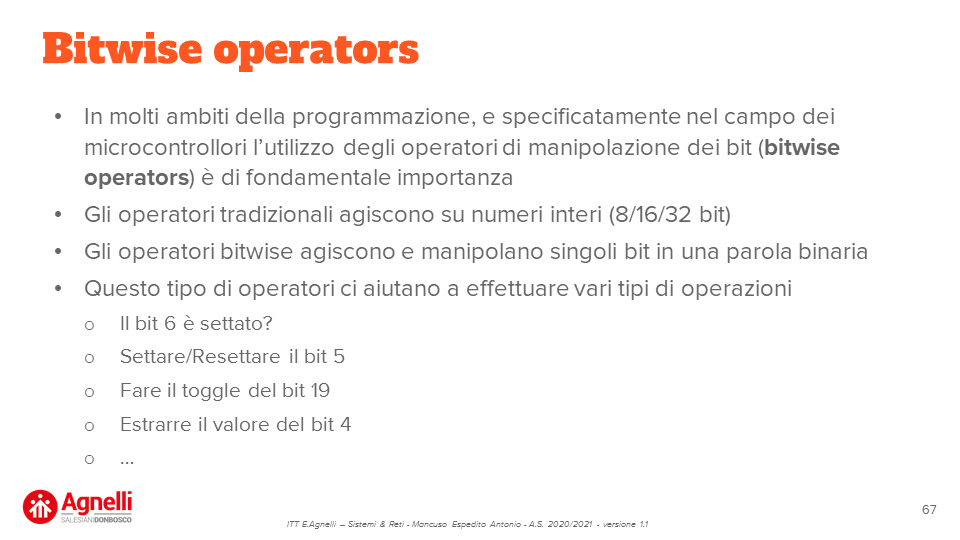 Bitwise operators
• In molti ambiti della programmazione, e specificatamente nel campo dei
microcontrollori l’utilizzo degli operatori di manipolazione dei bit (bitwise
operators) è di fondamentale importanza
• Gli operatori tradizionali agiscono su numeri interi (8/16/32 bit)
• Gli operatori bitwise agiscono e manipolano singoli bit in una parola binaria
• Questo tipo di operatori ci aiutano a effettuare vari tipi di operazioni
o Il bit 6 è settato?
o Settare/Resettare il bit 5
o Fare il toggle del bit 19
o Estrarre il valore del bit 4
o ...
Agnelli
SALESIANI DONBOSCO
ITT E.Agnelli – Sistemi & Reti - Mancuso Espedito Antonio - A.S. 2020/2021 - versione 1.1
67